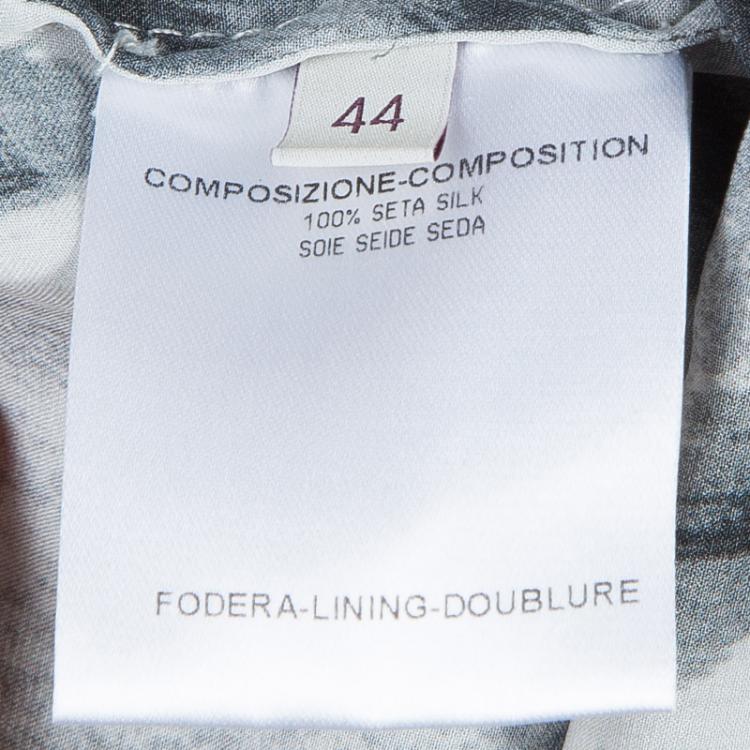 44
COMPOSIZIONE-COMPOSITION
100% SETA SILK
SOIE SEIDE SEDA
FODERA-LINING-DOUBLURE